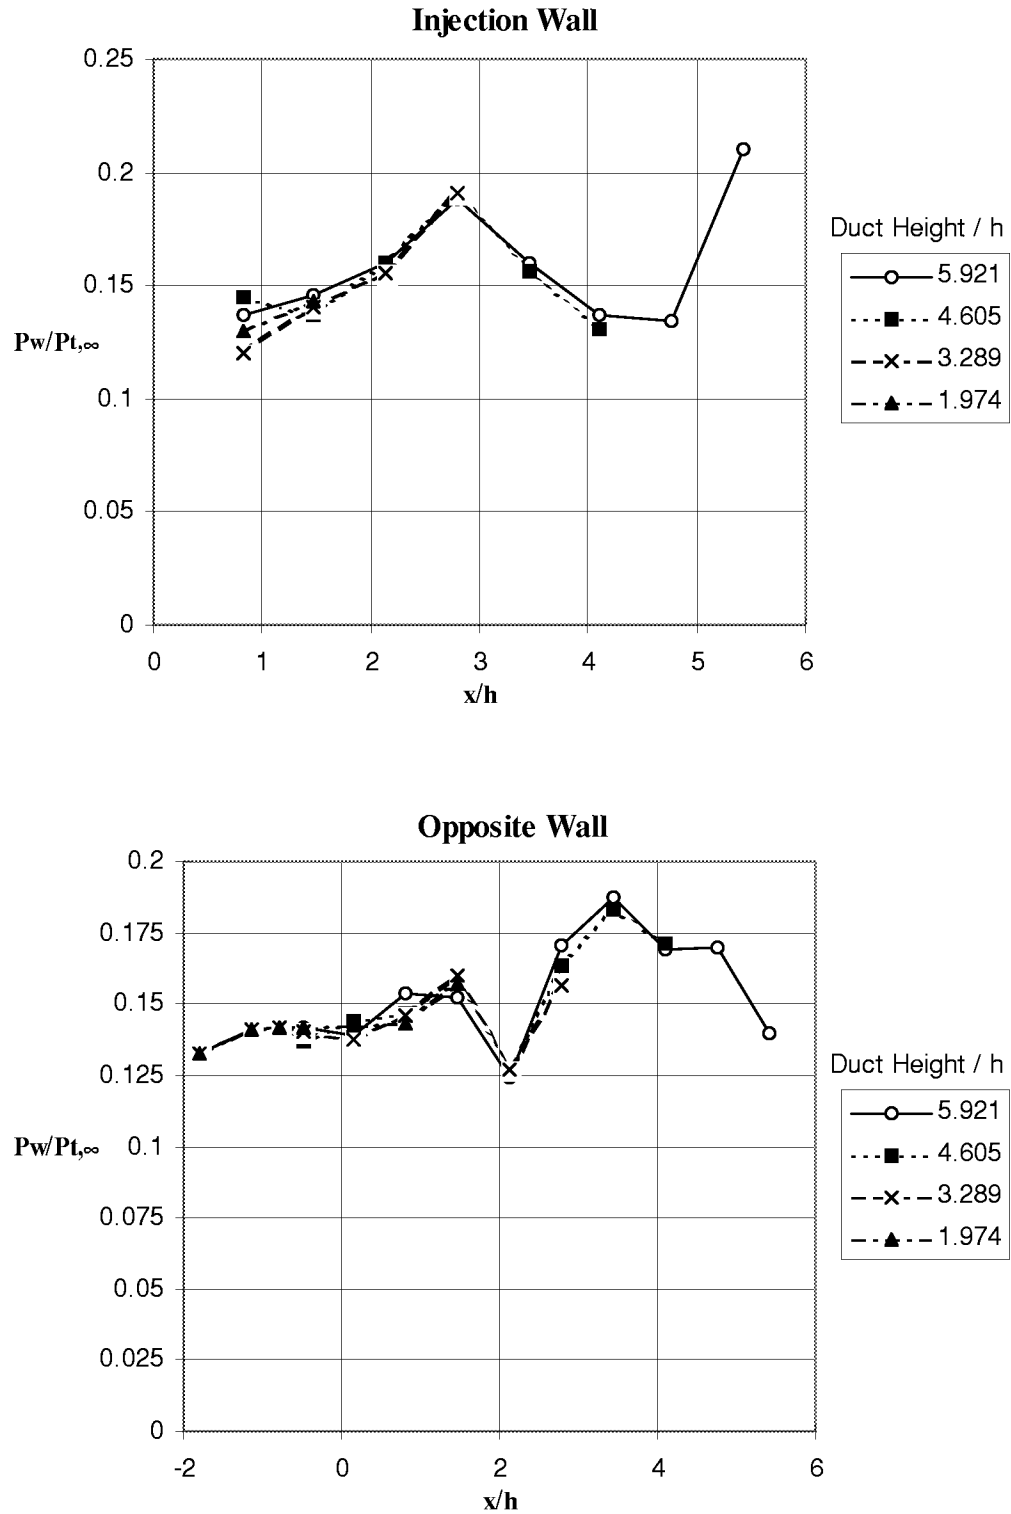 Injection Wall
0.25
0.2
0.15
0.1
0.05
0
Pw/Pt,∞
0 1 2 3 4 5 6
x/h
Duct Height / h
5.921
4.605
3.289
1.974
Opposite Wall
0.2
0.175
0.15
0.125
0.1
0.075
0.05
0.025
0
Pw/Pt,∞
-2 0 2 4 6
x/h
Duct Height / h
5.921
4.605
3.289
1.974